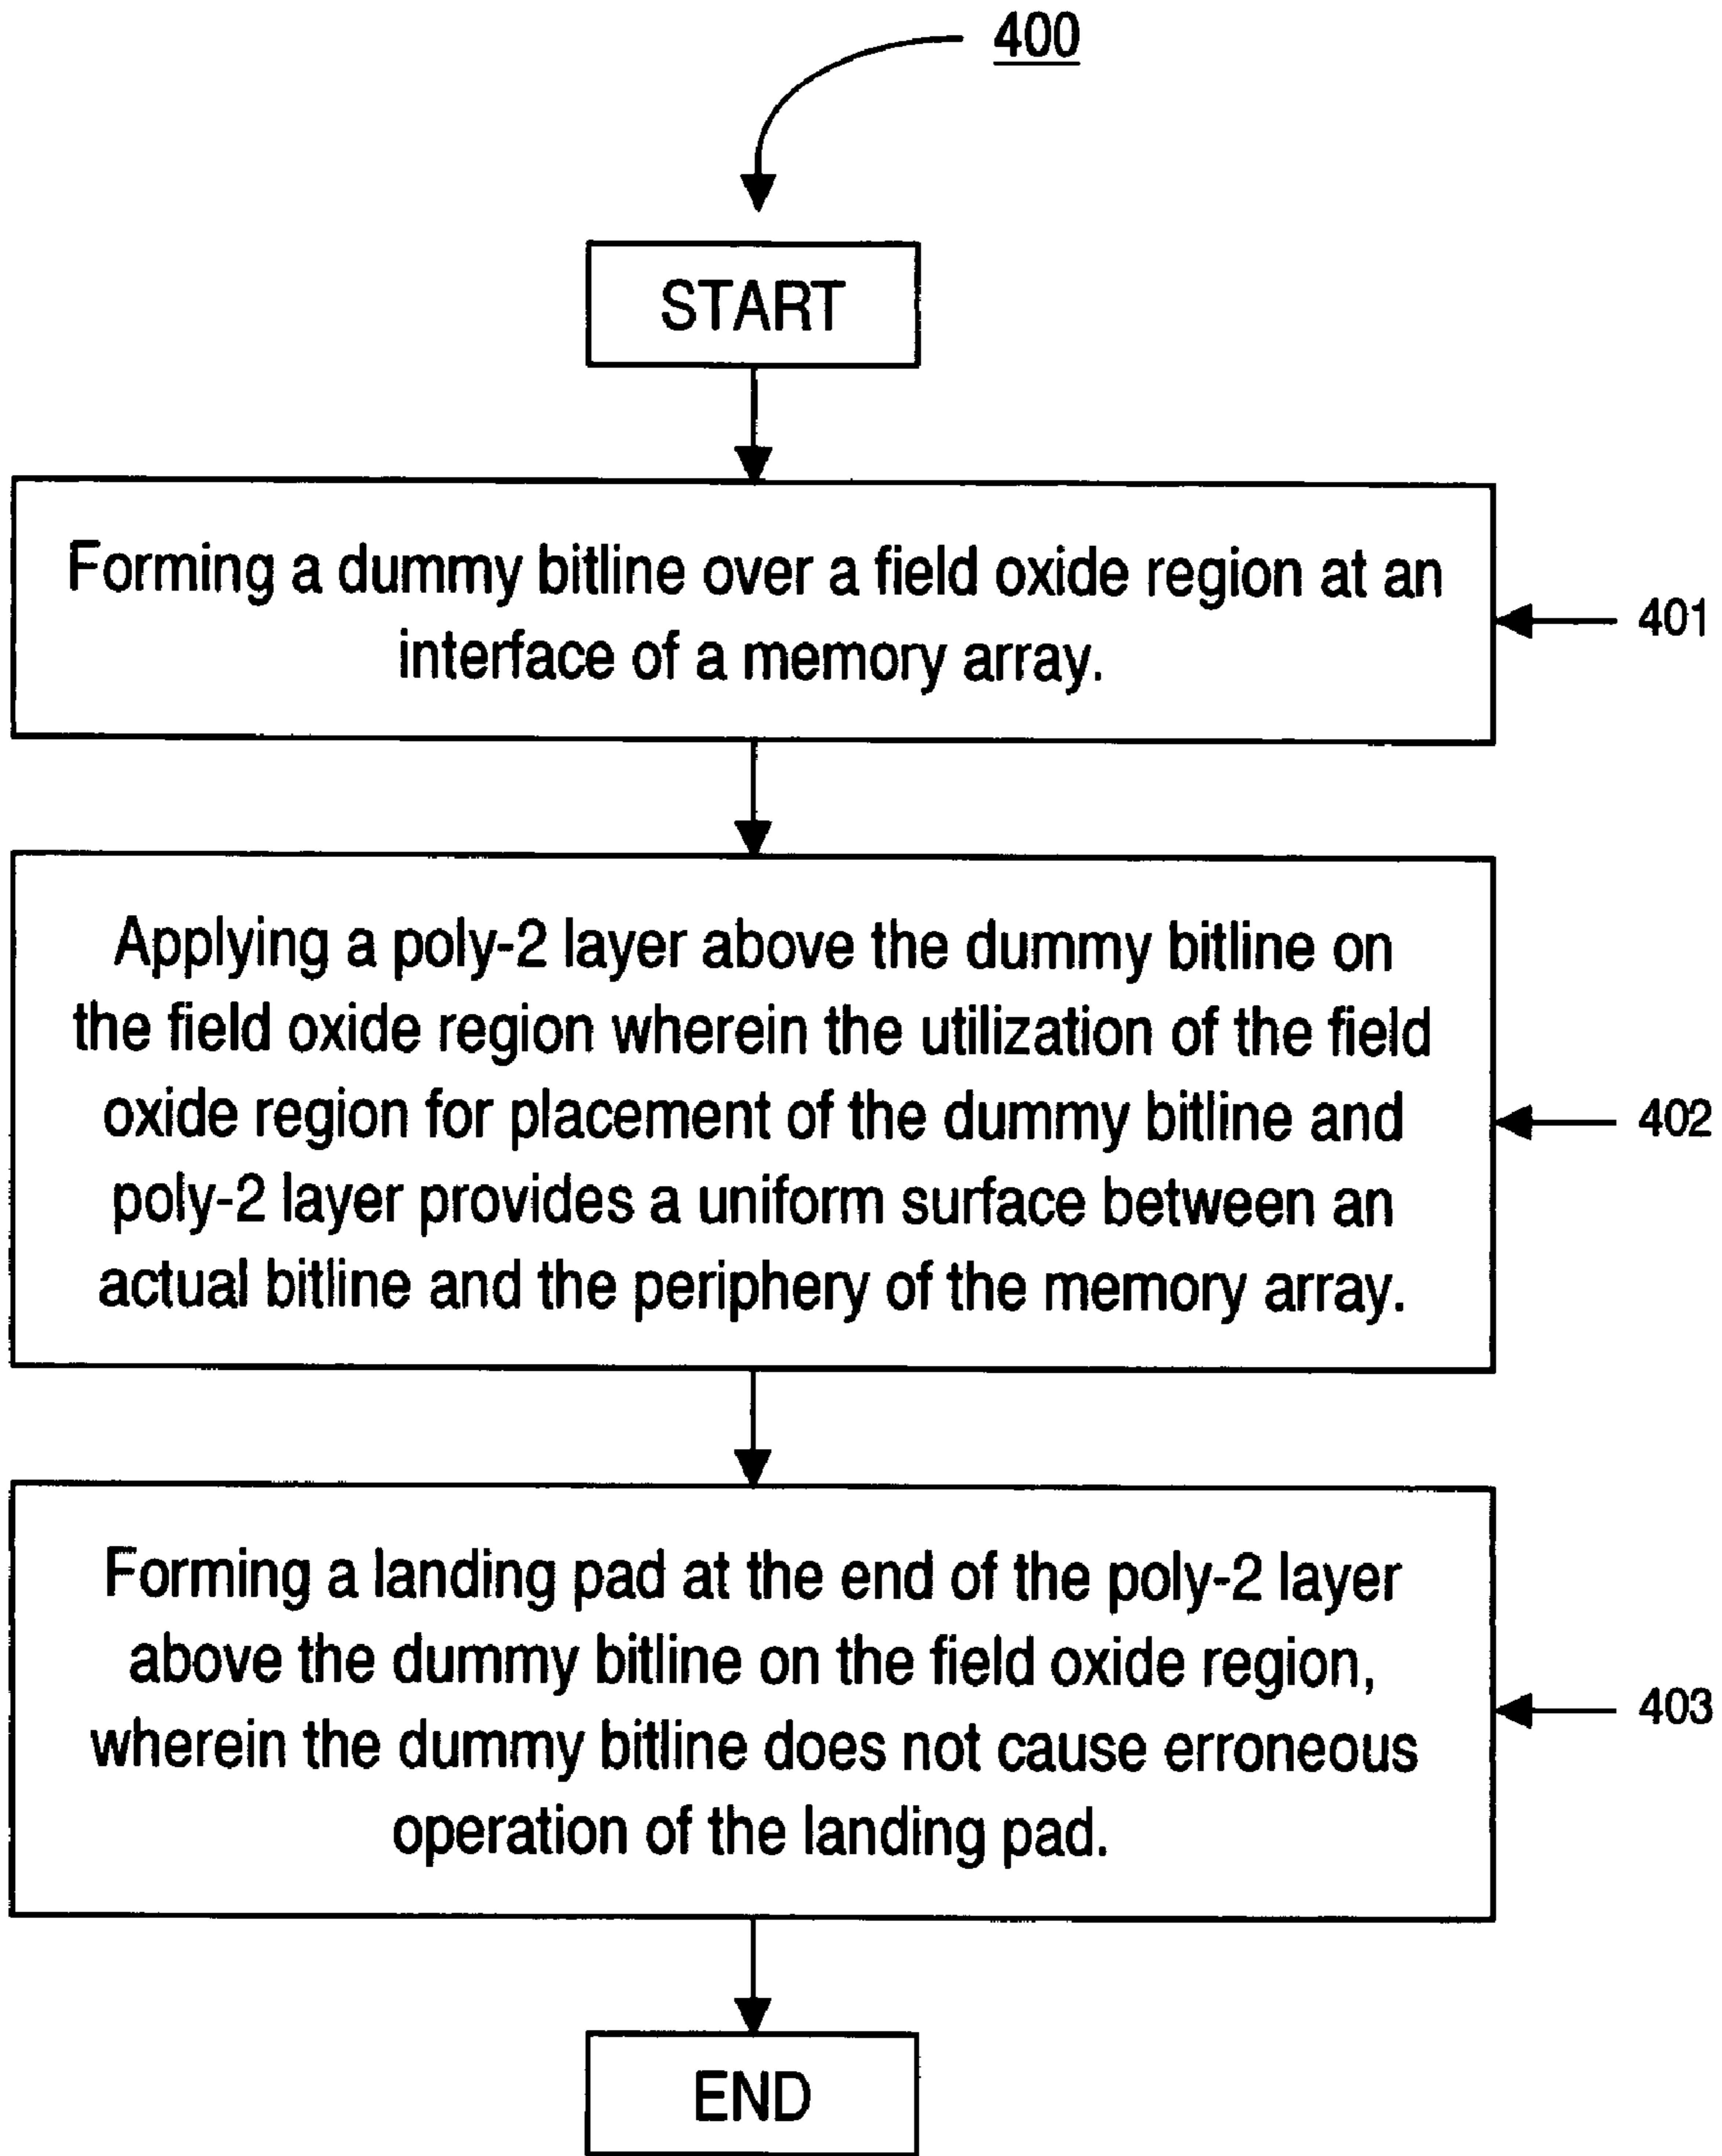 400
START
Forming a dummy bitline over a field oxide region at an
interface of a memory array.
401
Applying a poly-2 layer above the dummy bitline on
the field oxide region wherein the utilization of the field
oxide region for placement of the dummy bitline and
poly-2 layer provides a uniform surface between an
actual bitline and the periphery of the memory array.
402
Forming a landing pad at the end of the poly-2 layer
above the dummy bitline on the field oxide region,
wherein the dummy bitline does not cause erroneous
operation of the landing pad.
403
END